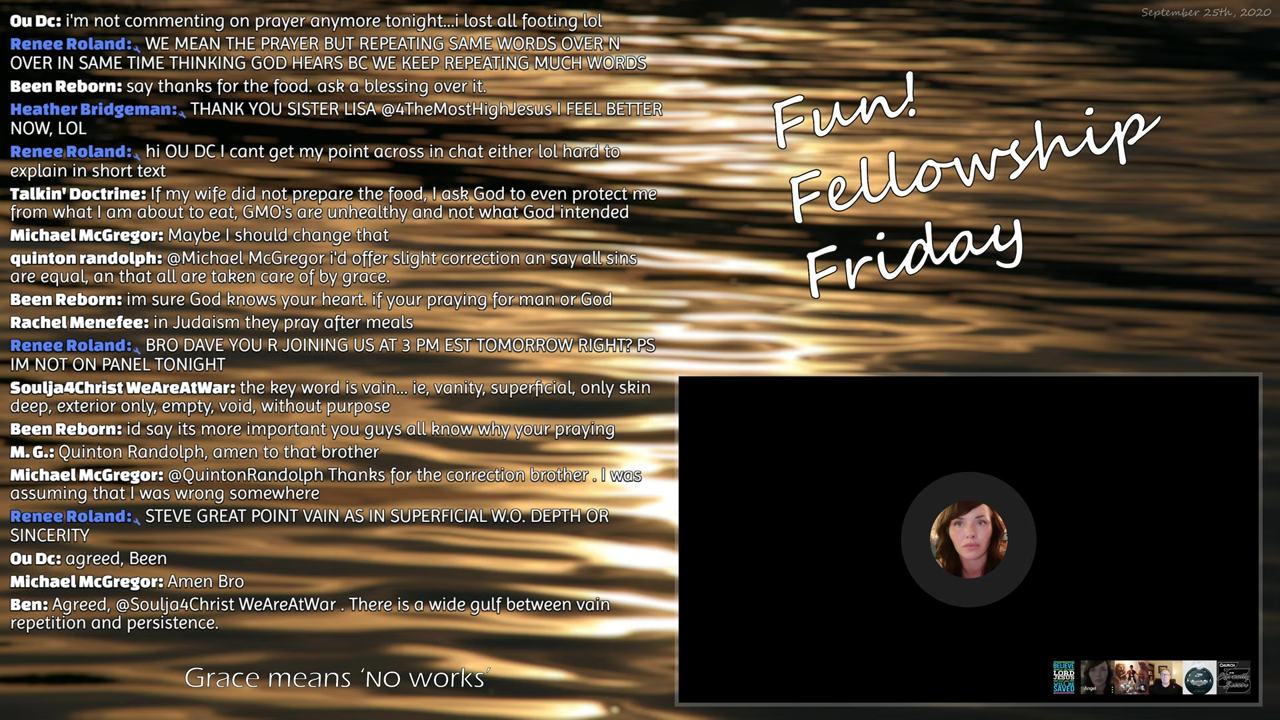 September 25th, 2020
Ou Dc: i'm not commenting on prayer anymore tonight...i lost all footing lol
Renee Roland: WE MEAN THE PRAYER BUT REPEATING SAME WORDS OVER N
OVER IN SAME TIME THINKING GOD HEARS BC WE KEEP REPEATING MUCH WORDS
Been Reborn: say thanks for the food. ask a blessing over it.
Heather Bridgeman: THANK YOU SISTER LISA @4TheMostHighJesus I FEEL BETTER
NOW, LOL
Renee Roland: hi OU DC I cant get my point across in chat either lol hard to
explain in short text
Talkin' Doctrine: If my wife did not prepare the food, I ask God to even protect me
from what I am about to eat, GMO's are unhealthy and not what God intended
Michael McGregor: Maybe I should change that
quinton randolph: @Michael McGregor i'd offer slight correction an say all sins
are equal, an that all are taken care of by grace.
Been Reborn: im sure God knows your heart. if your praying for man or God
Rachel Menefee: in Judaism they pray after meals
Renee Roland: BRO DAVE YOU R JOINING US AT 3 PM EST TOMORROW RIGHT? PS
IM NOT ON PANEL TONIGHT
Soulja4Christ WeAreAtWar: the key word is vain... ie, vanity, superficial, only skin
deep, exterior only, empty, void, without purpose
Been Reborn: id say its more important you guys all know why your praying
M. G.: Quinton Randolph, amen to that brother
Michael McGregor: @QuintonRandolph Thanks for the correction brother . I was
assuming that I was wrong somewhere
Renee Roland: STEVE GREAT POINT VAIN AS IN SUPERFICIAL W.O. DEPTH OR
SINCERITY
Ou Dc: agreed, Been
Michael McGregor: Amen Bro
Ben: Agreed, @Soulja4Christ WeAreAtWar . There is a wide gulf between vain
repetition and persistence.
Grace means ‘NO works’
Fun!
Fellowship
Friday
BELIEVE
LORD
JESUS
SAVED
Angel
CHURCH